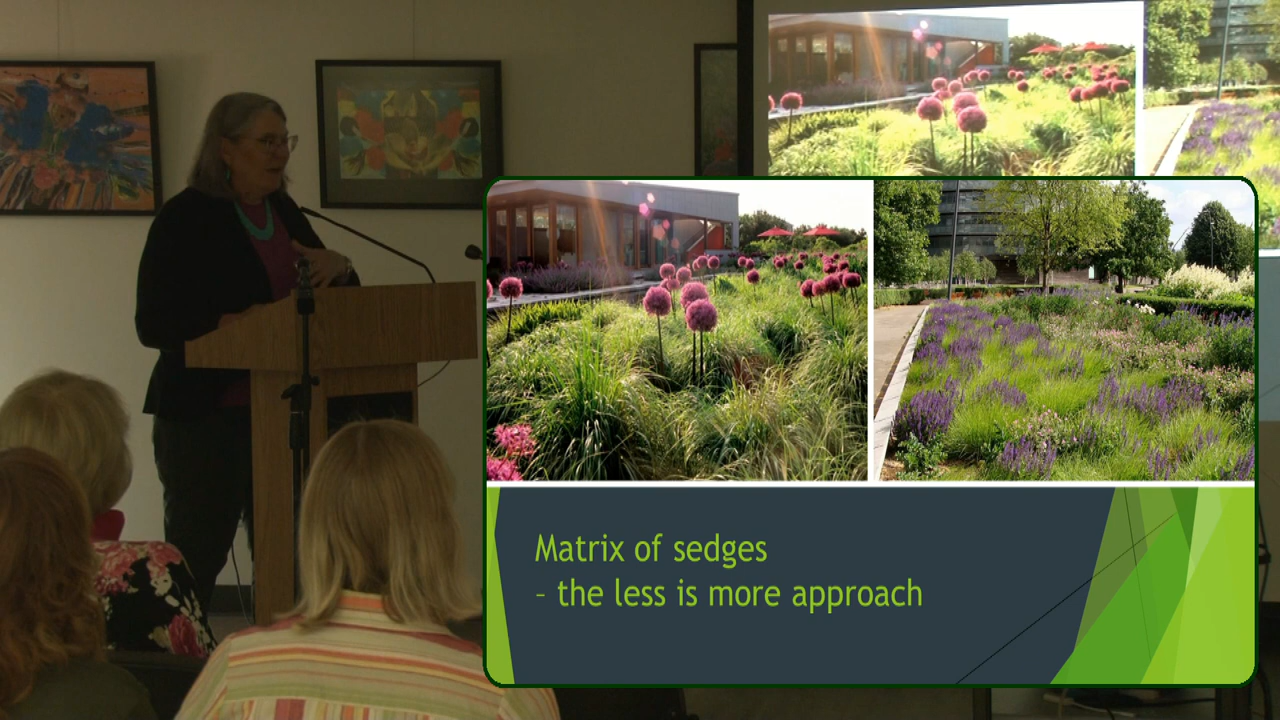 Matrix of sedges
– the less is more approach